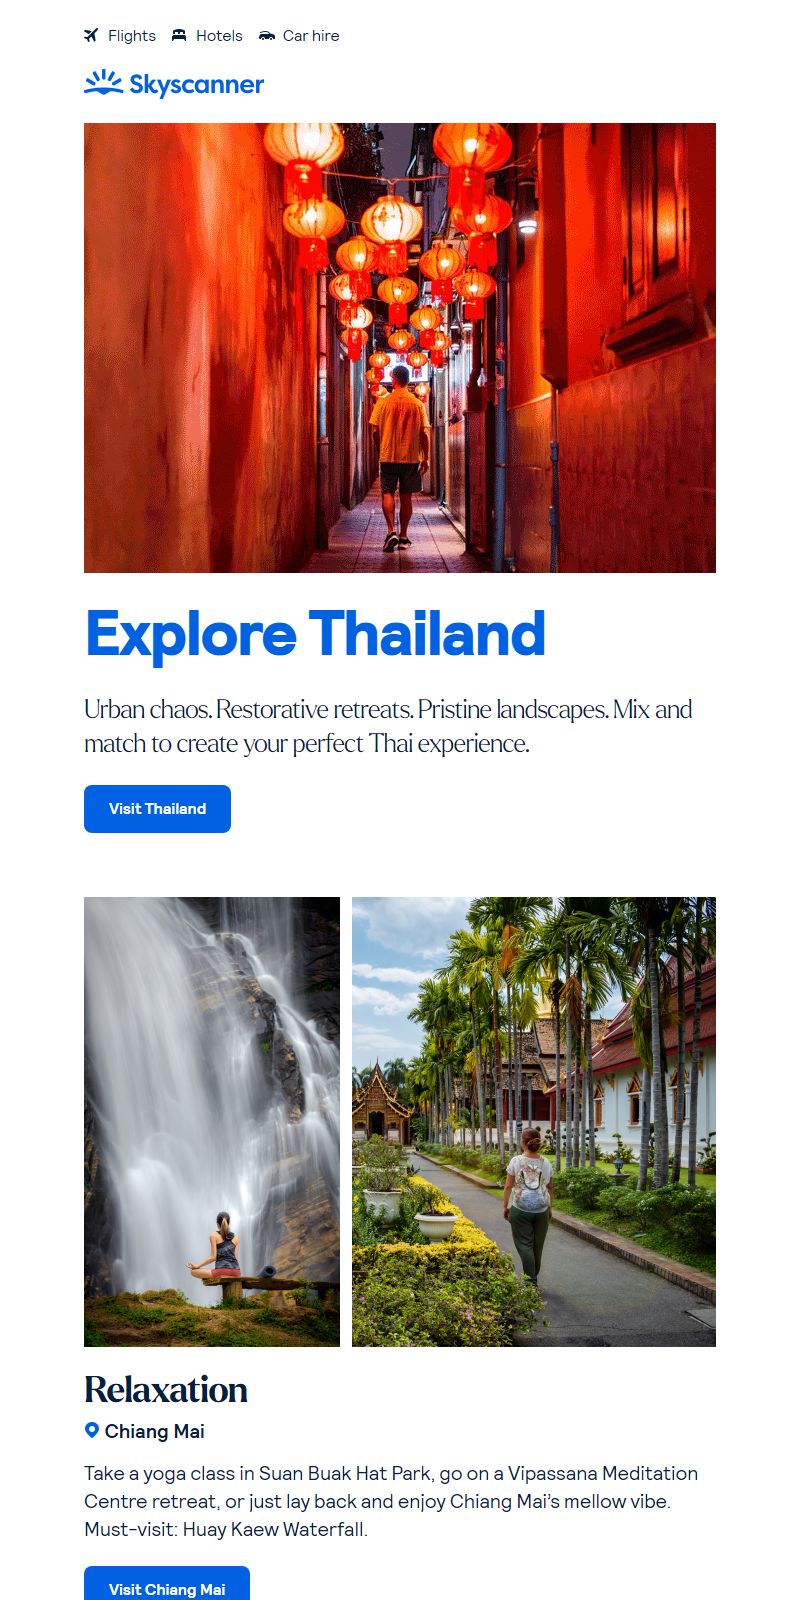 Flights Hotels Car hire
Skyscanner
Explore Thailand
Urban chaos. Restorative retreats. Pristine landscapes. Mix and
match to create your perfect Thai experience.
Visit Thailand
Relaxation
Chiang Mai
Take a yoga class in Suan Buak Hat Park, go on a Vipassana Meditation
Centre retreat, or just lay back and enjoy Chiang Mai's mellow vibe.
Must-visit: Huay Kaew Waterfall.
Visit Chiang Mai